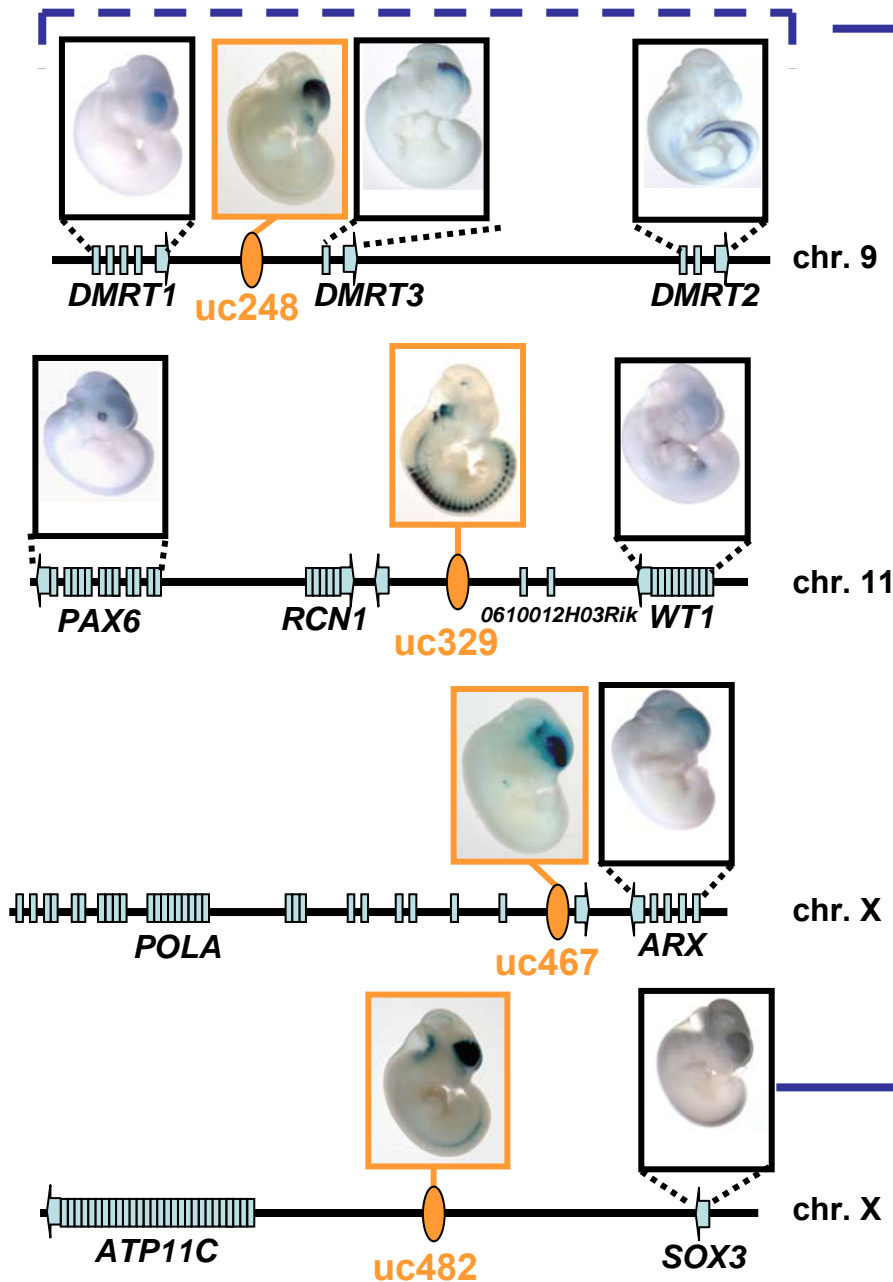 chr. 9
DMRT1 DMRT3 DMRT2
uc248
chr. 11
PAX6 RCN1 0610012H03Rik WT1
uc329
chr. X
POLA ARX
uc467
chr. X
ATP11C SOX3
uc482